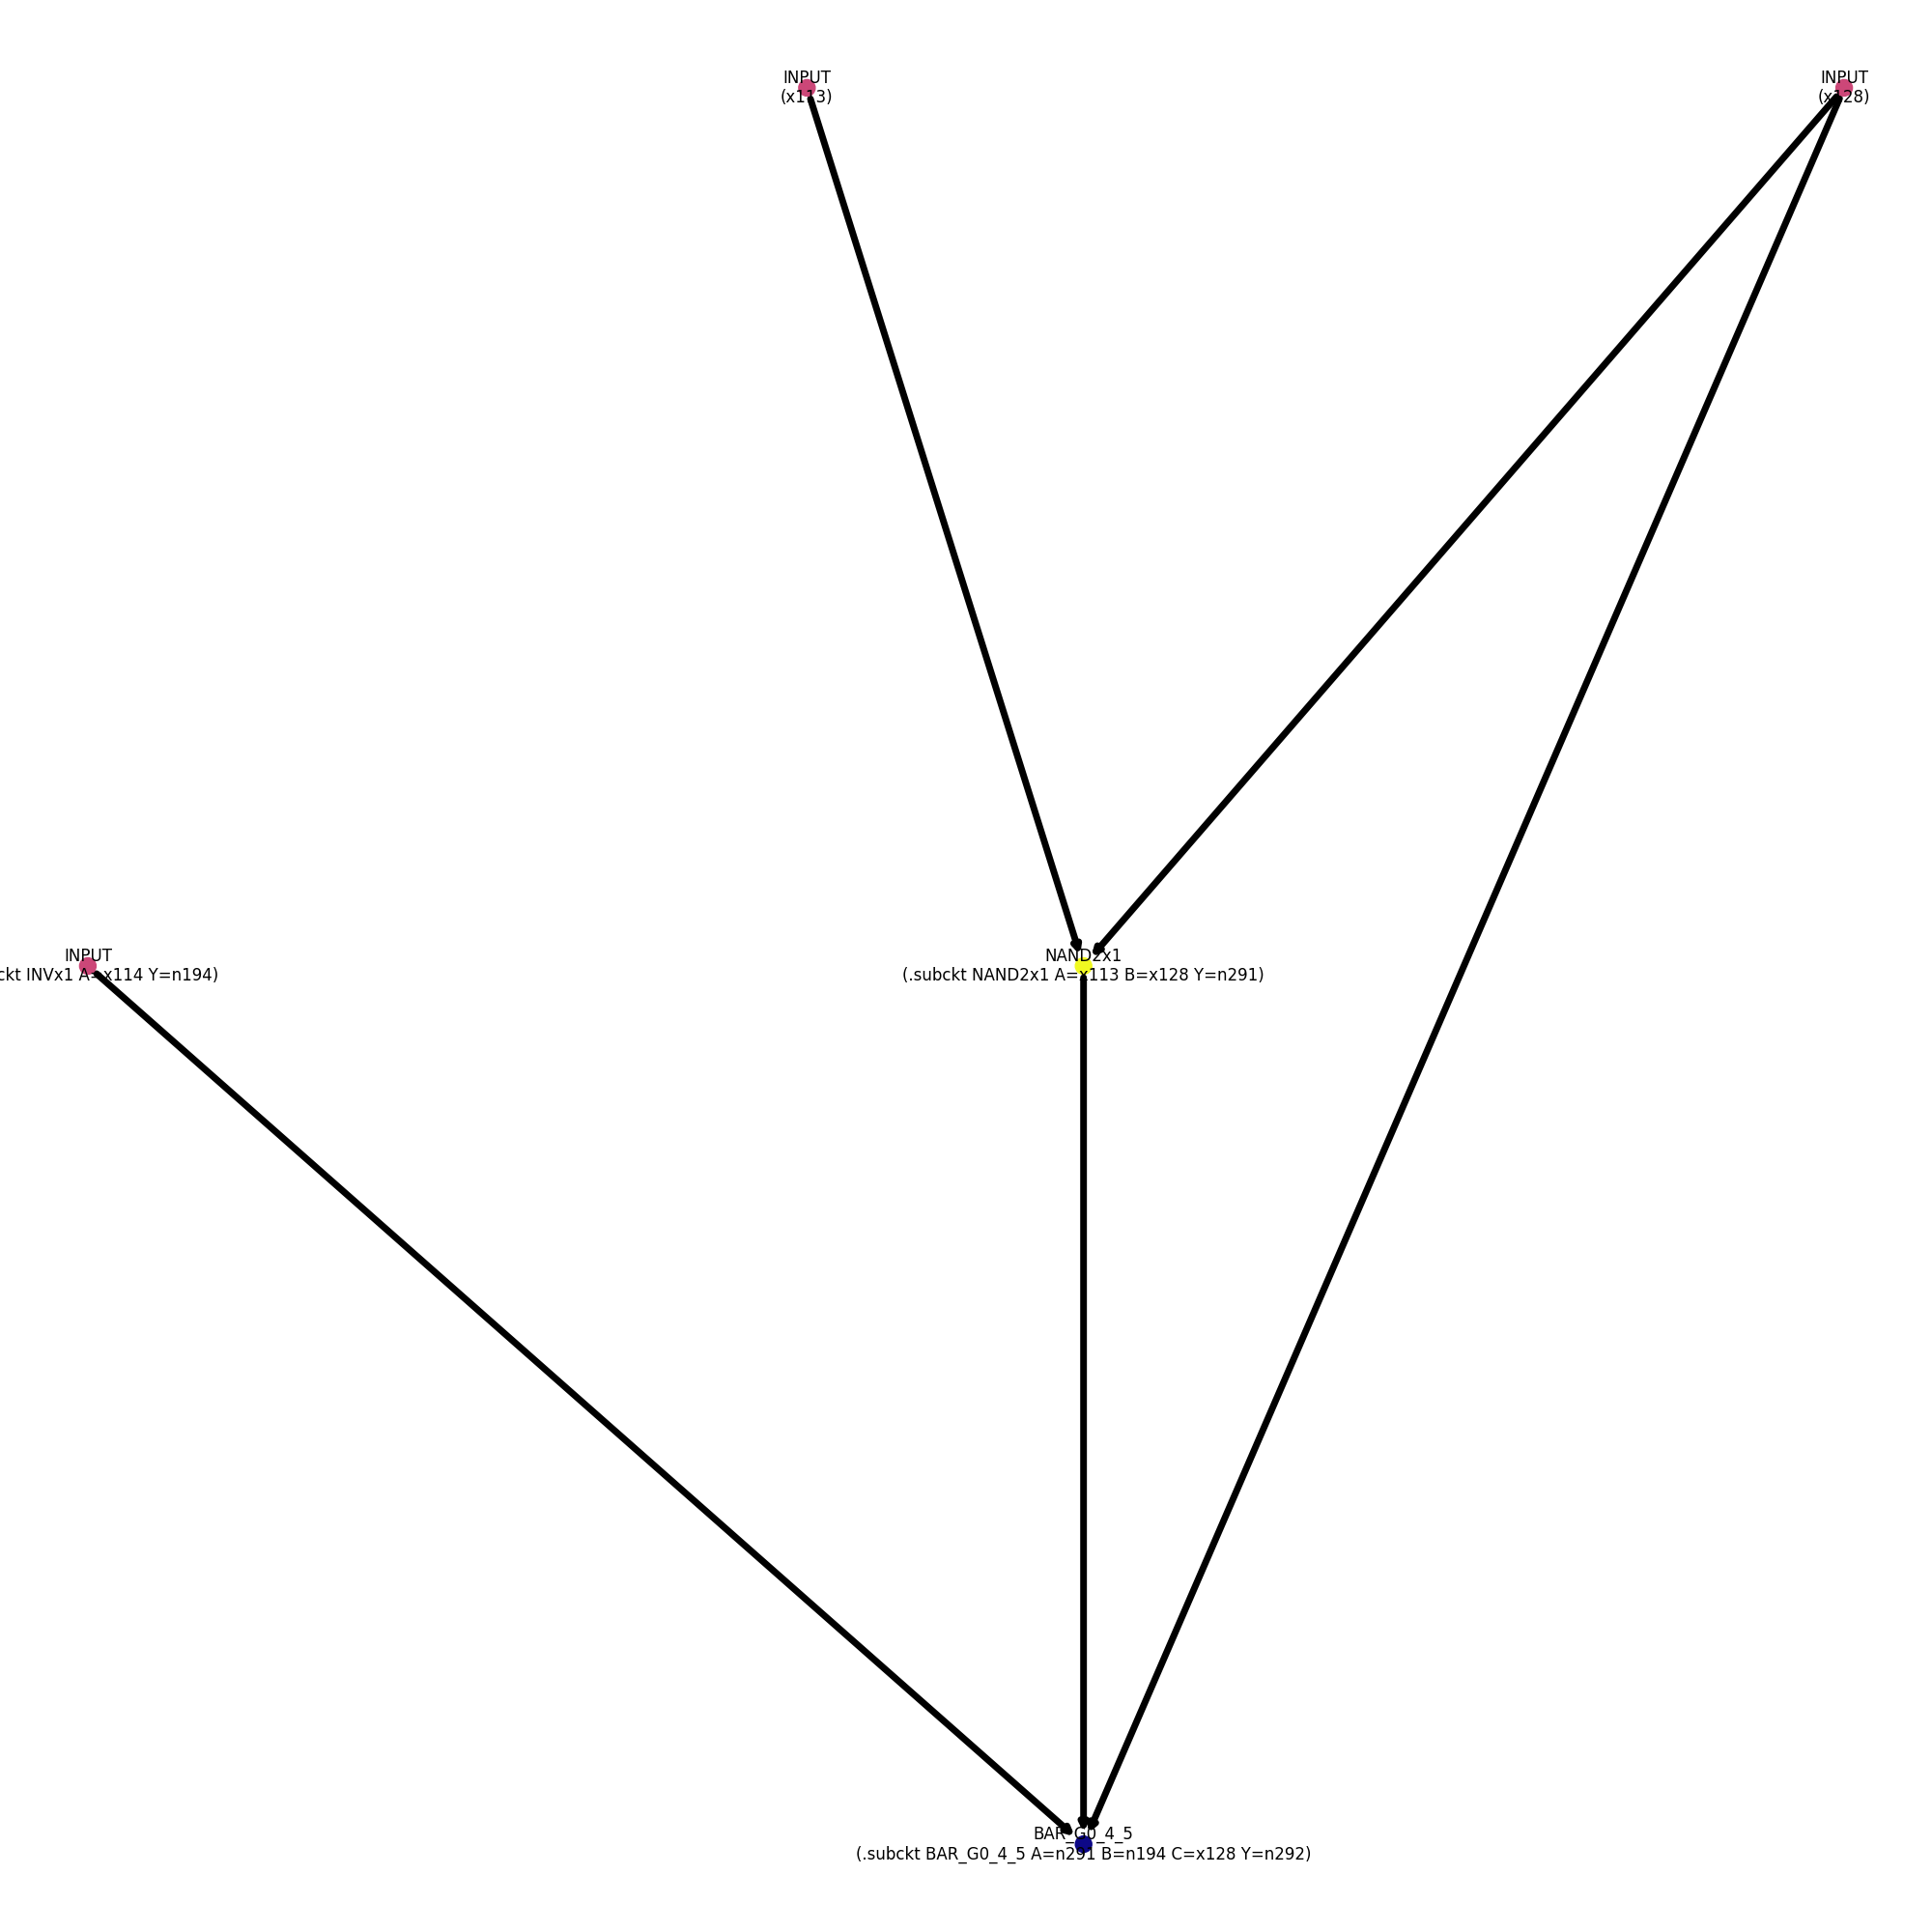 INPUT
(x113)
INPUT
(x128)
INPUT
ckt INVx1 A=x114 Y=n194)
NAND2x1
(.subckt NAND2x1 A=x113 B=x128 Y=n291)
BAR_G0_4_5
(.subckt BAR_G0_4_5 A=n291 B=n194 C=x128 Y=n292)